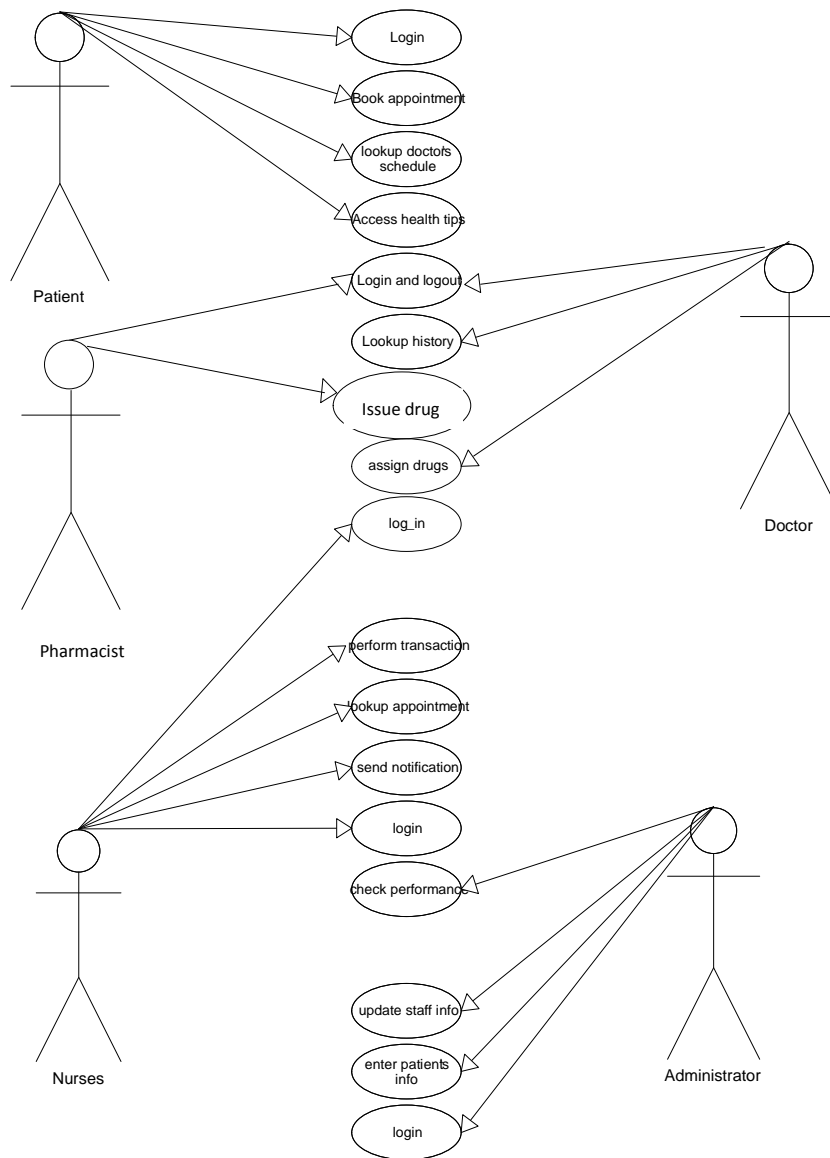 Login
Book appointment
lookup doctor's
schedule
Access health tips
Patient
Login and logout
Lookup history
Issue drug
assign drugs
log_in
Doctor
Pharmacist
perform transaction
lookup appointment
send notification
login
check performance
update staff info
enter patients
info
Nurses
Administrator
login